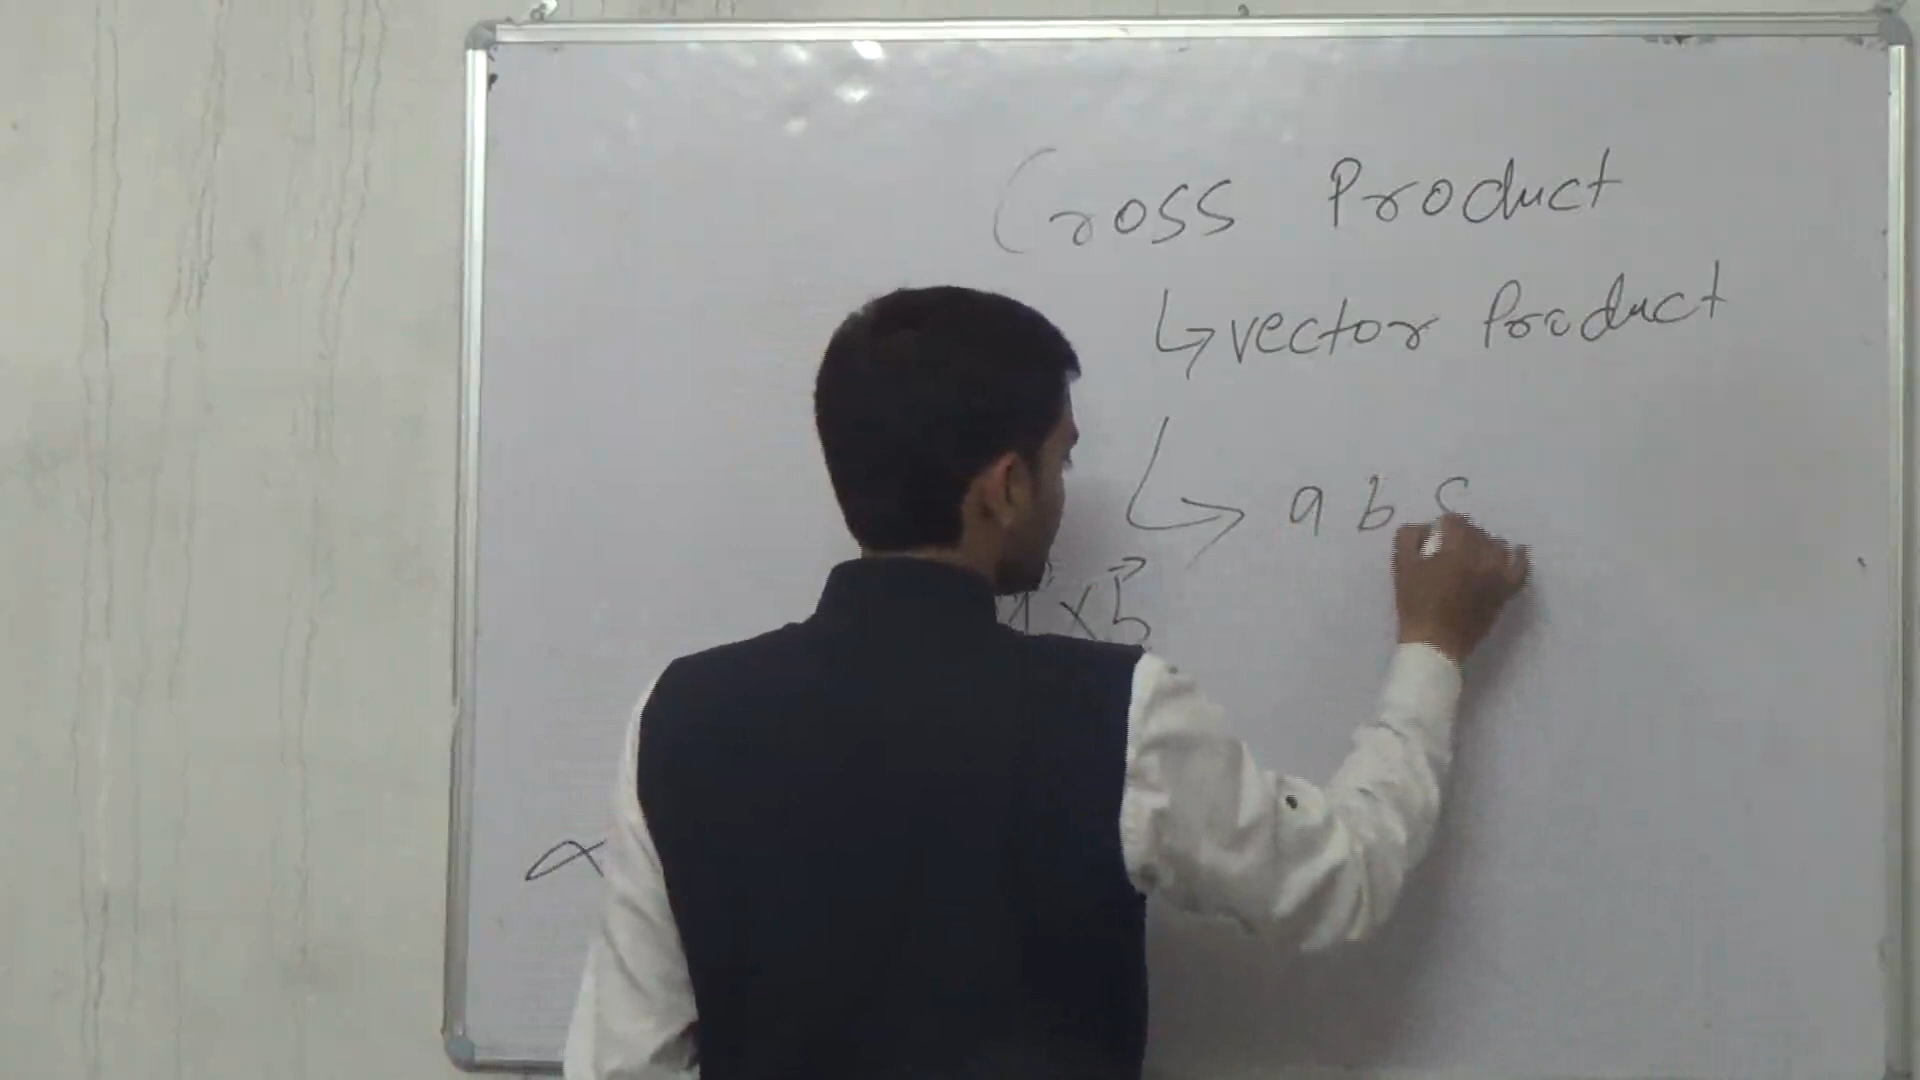 Cross Product
↳ vector Product
↳ a b
× b⃗